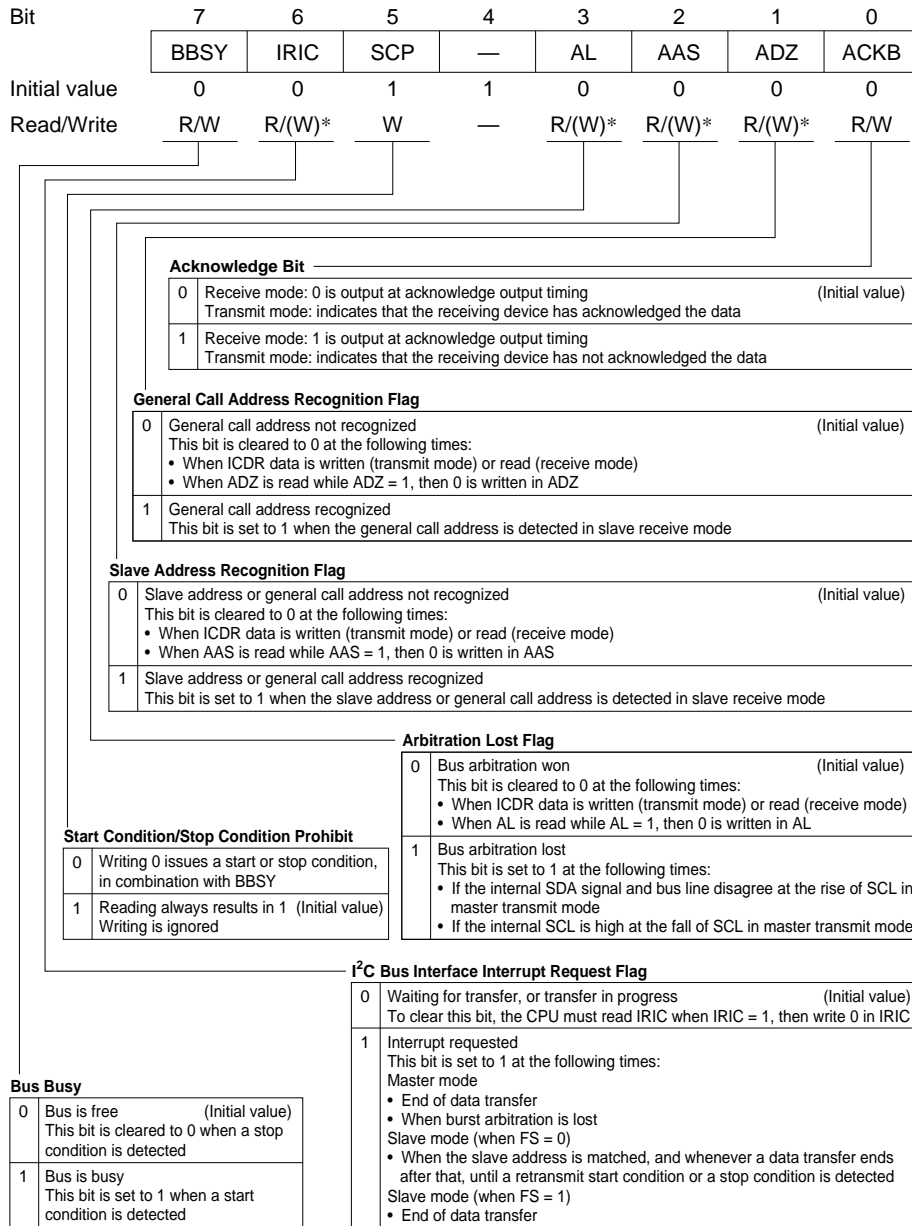 Bit 7 6 5 4 3 2 1 0
BBSY IRIC SCP — AL AAS ADZ ACKB
Initial value 0 0 1 1 0 0 0 0
Read/Write R/W R/(W)* W — R/(W)* R/(W)* R/(W)* R/W
Acknowledge Bit
0 Receive mode: 0 is output at acknowledge output timing (Initial value)
Transmit mode: indicates that the receiving device has acknowledged the data
1 Receive mode: 1 is output at acknowledge output timing
Transmit mode: indicates that the receiving device has not acknowledged the data
General Call Address Recognition Flag
0 General call address not recognized (Initial value)
This bit is cleared to 0 at the following times:
• When ICDR data is written (transmit mode) or read (receive mode)
• When ADZ is read while ADZ = 1, then 0 is written in ADZ
1 General call address recognized
This bit is set to 1 when the general call address is detected in slave receive mode
Slave Address Recognition Flag
0 Slave address or general call address not recognized (Initial value)
This bit is cleared to 0 at the following times:
• When ICDR data is written (transmit mode) or read (receive mode)
• When AAS is read while AAS = 1, then 0 is written in AAS
1 Slave address or general call address recognized
This bit is set to 1 when the slave address or general call address is detected in slave receive mode
Arbitration Lost Flag
0 Bus arbitration won (Initial value)
This bit is cleared to 0 at the following times:
• When ICDR data is written (transmit mode) or read (receive mode)
• When AL is read while AL = 1, then 0 is written in AL
1 Bus arbitration lost
This bit is set to 1 at the following times:
• If the internal SDA signal and bus line disagree at the rise of SCL in
master transmit mode
• If the internal SCL is high at the fall of SCL in master transmit mode
Start Condition/Stop Condition Prohibit
0 Writing 0 issues a start or stop condition,
in combination with BBSY
1 Reading always results in 1 (Initial value)
Writing is ignored
I²C Bus Interface Interrupt Request Flag
0 Waiting for transfer, or transfer in progress (Initial value)
To clear this bit, the CPU must read IRIC when IRIC = 1, then write 0 in IRIC
1 Interrupt requested
This bit is set to 1 at the following times:
Master mode
• End of data transfer
• When burst arbitration is lost
Slave mode (when FS = 0)
• When the slave address is matched, and whenever a data transfer ends
after that, until a retransmit start condition or a stop condition is detected
Slave mode (when FS = 1)
• End of data transfer
Bus Busy
0 Bus is free (Initial value)
This bit is cleared to 0 when a stop
condition is detected
1 Bus is busy
This bit is set to 1 when a start
condition is detected